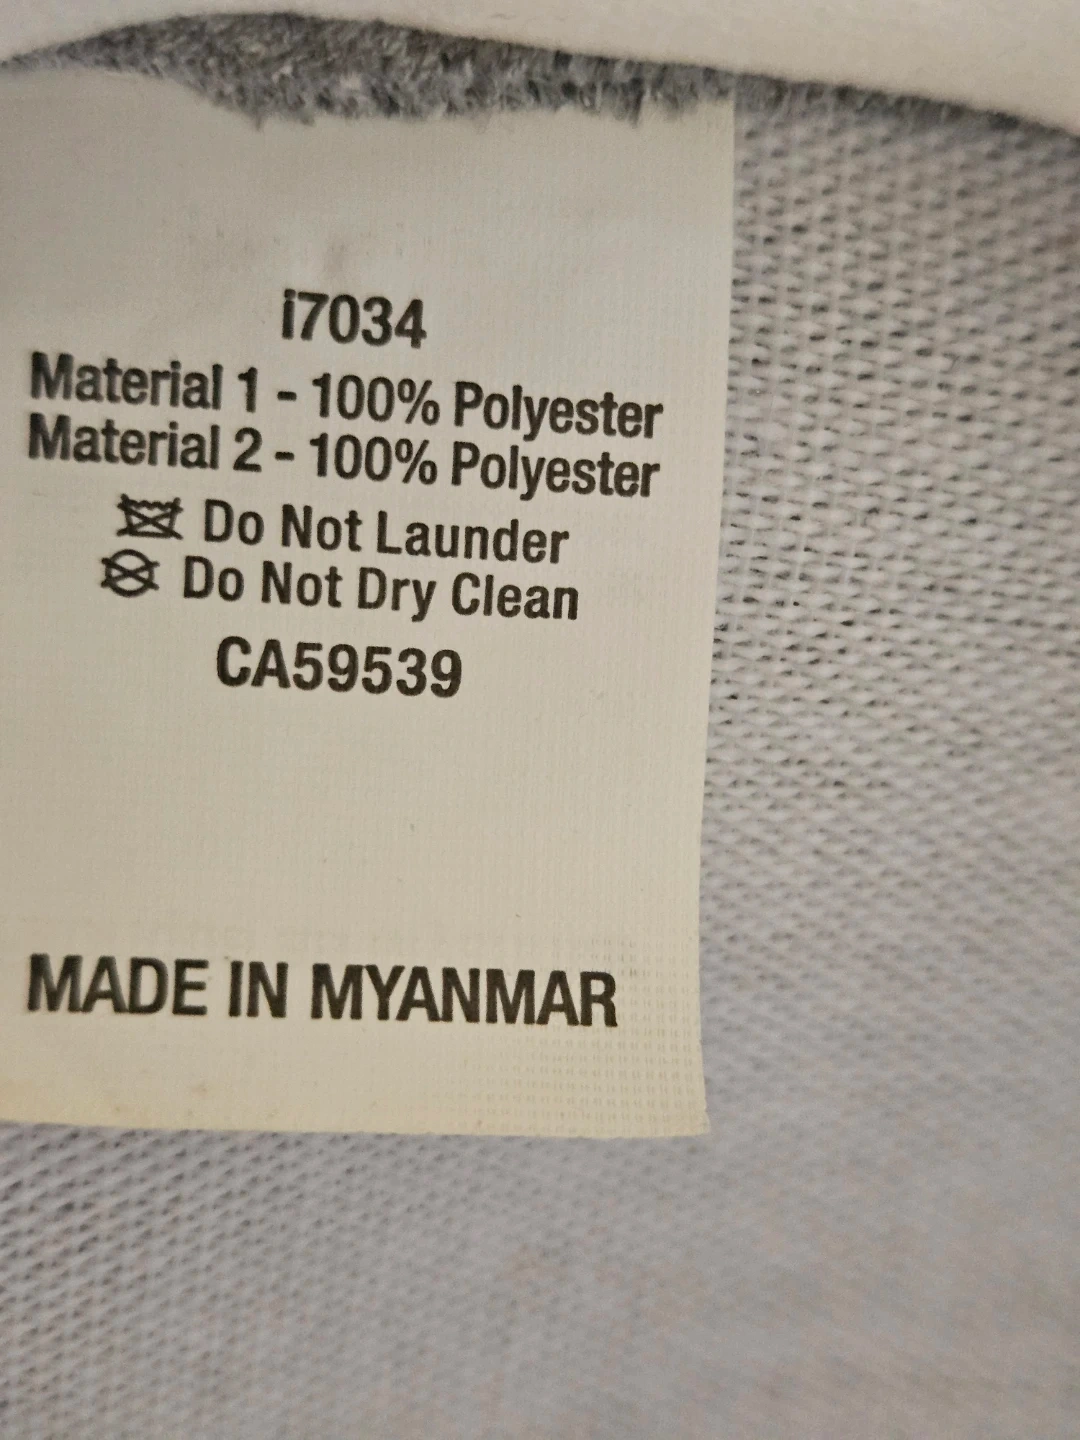 i7034
Material 1 - 100% Polyester
Material 2 - 100% Polyester
Do Not Launder
Do Not Dry Clean
CA59539
MADE IN MYANMAR